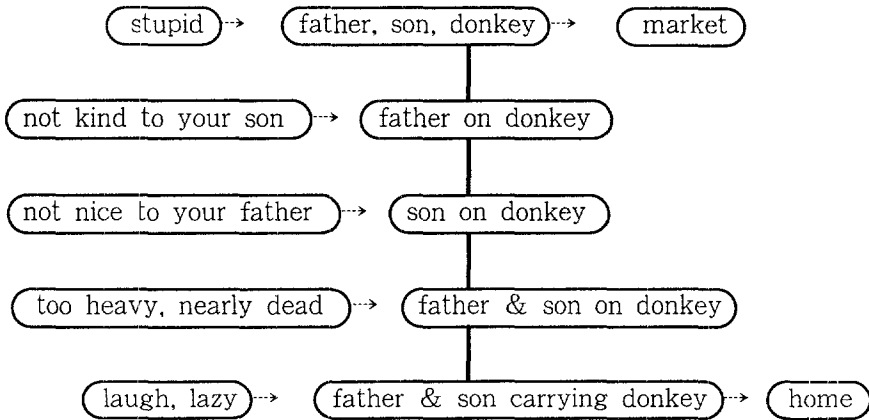 stupid father, son, donkey market
not kind to your son father on donkey
not nice to your father son on donkey
too heavy, nearly dead father & son on donkey
laugh, lazy father & son carrying donkey home